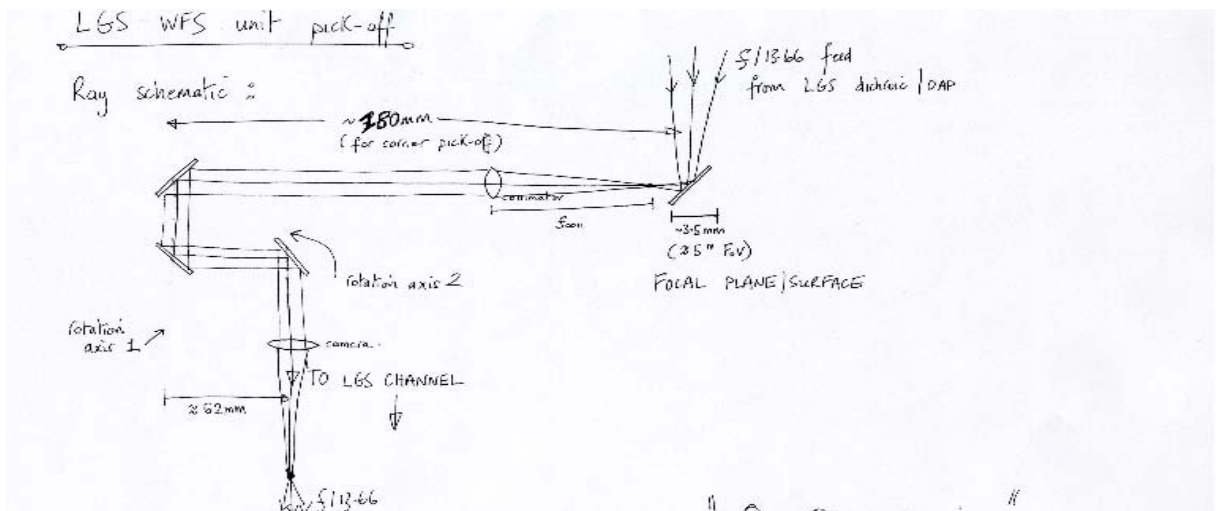 LGS WFS unit pick-off
Ray schematic :
f/13.66 feed
from LGS dichroic / DAP
~180mm
(for corner pick-off)
collimator
fcoll
~3.5mm
(≈5" FoV)
FOCAL PLANE/SURFACE
rotation axis 2
rotation
axis 1
camera.
TO LGS CHANNEL
≈62mm
f/13.66